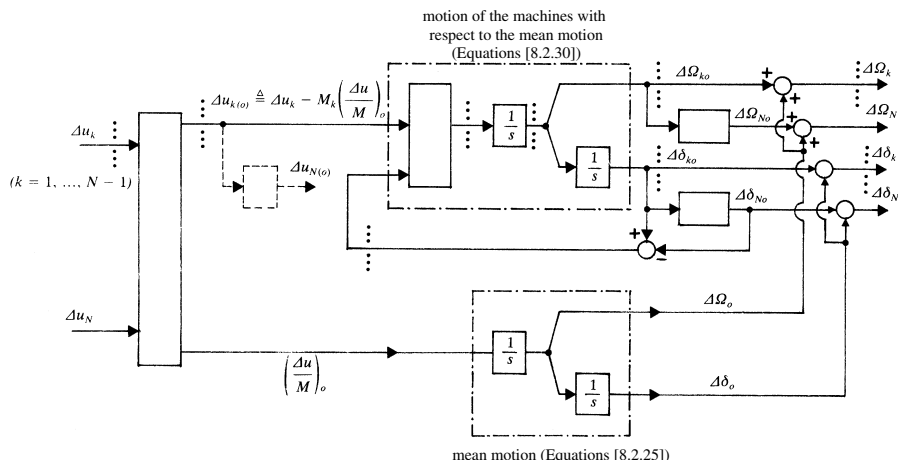 motion of the machines with
respect to the mean motion
(Equations [8.2.30])
Δu_k(o) ≜ Δu_k − M_k(Δu/M)_o
Δu_k
(k = 1, ..., N − 1)
Δu_N(o)
Δu_N
(Δu/M)_o
1/s
1/s
ΔΩ_ko
ΔΩ_No
Δδ_ko
Δδ_No
+
−
+
+
+
+
ΔΩ_k
ΔΩ_N
Δδ_k
Δδ_N
1/s
1/s
ΔΩ_o
Δδ_o
mean motion (Equations [8.2.25])